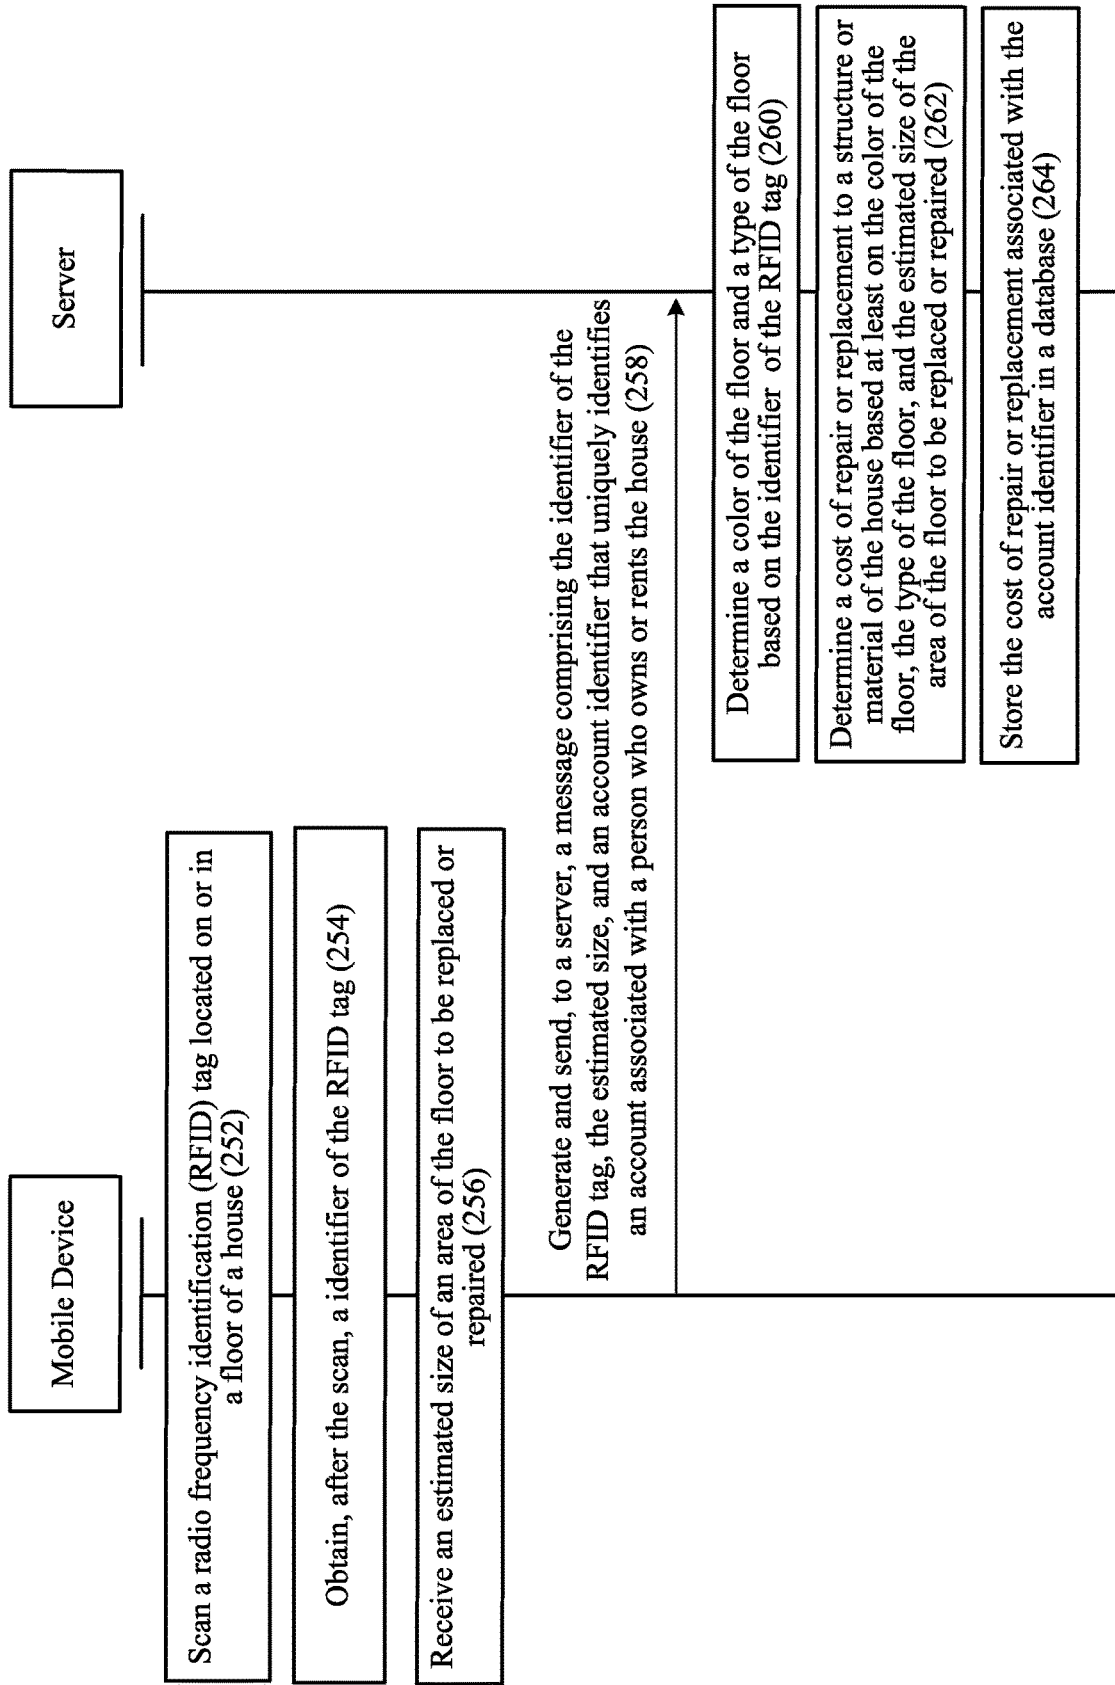 Mobile Device
Server
Scan a radio frequency identification (RFID) tag located on or in
a floor of a house (252)
Obtain, after the scan, a identifier of the RFID tag (254)
Receive an estimated size of an area of the floor to be replaced or
repaired (256)
Generate and send, to a server, a message comprising the identifier of the
RFID tag, the estimated size, and an account identifier that uniquely identifies
an account associated with a person who owns or rents the house (258)
Determine a color of the floor and a type of the floor
based on the identifier of the RFID tag (260)
Determine a cost of repair or replacement to a structure or
material of the house based at least on the color of the
floor, the type of the floor, and the estimated size of the
area of the floor to be replaced or repaired (262)
Store the cost of repair or replacement associated with the
account identifier in a database (264)